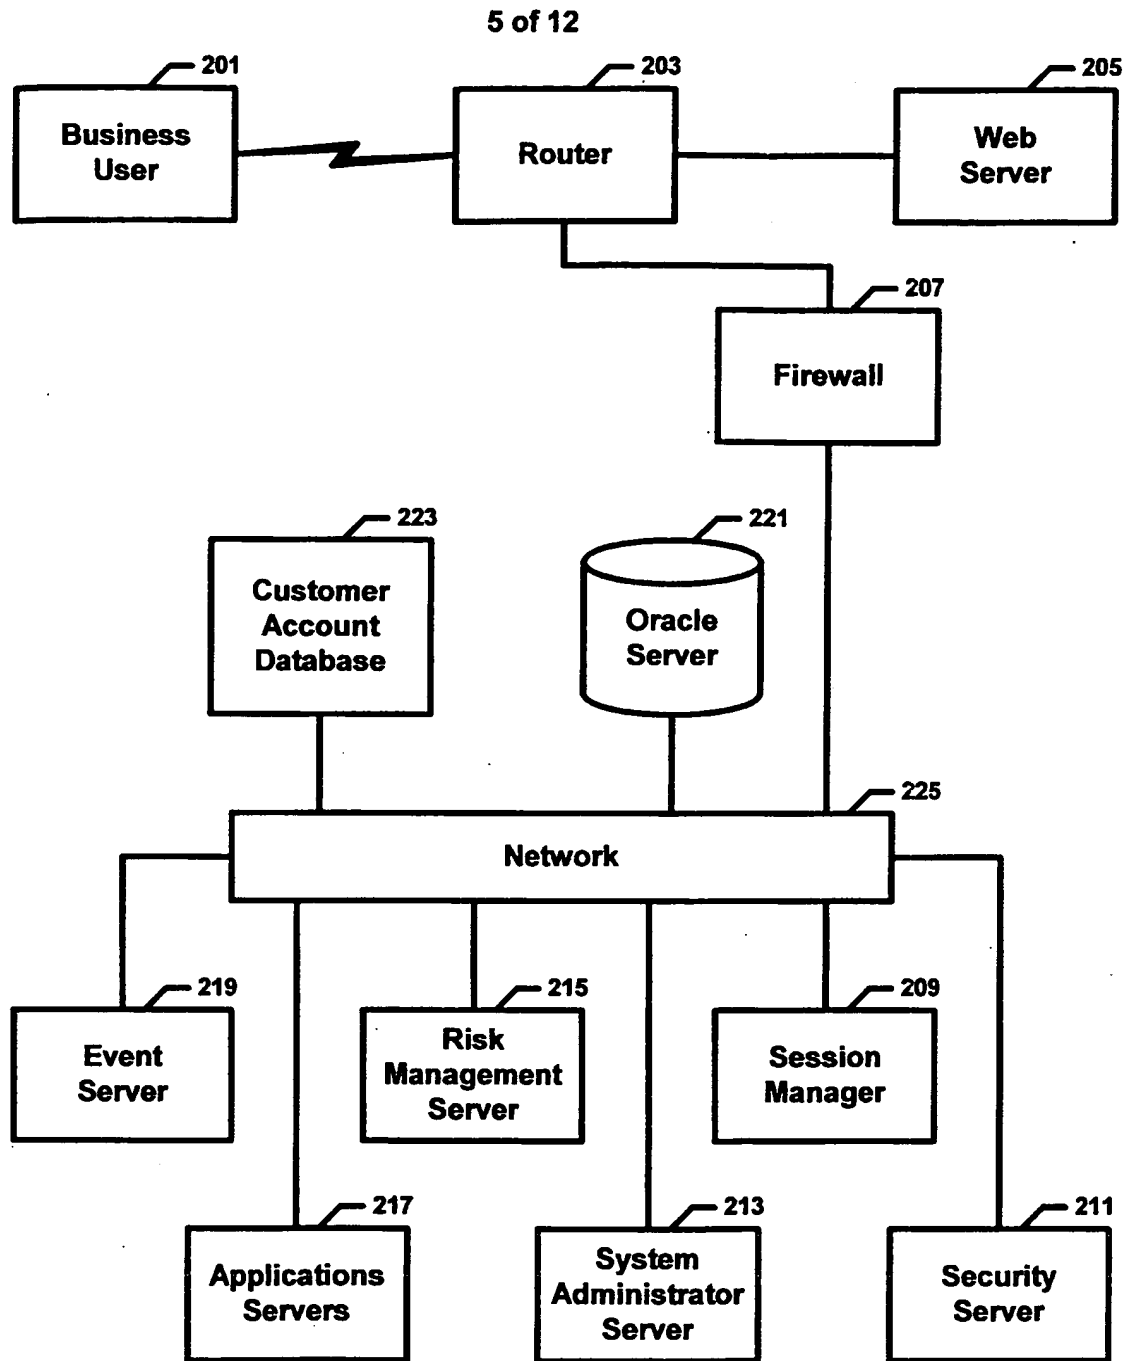 5 of 12
201
203
205
Business
User
Router
Web
Server
207
Firewall
223
221
Customer
Account
Database
Oracle
Server
225
Network
219
215
209
Event
Server
Risk
Management
Server
Session
Manager
217
213
211
Applications
Servers
System
Administrator
Server
Security
Server